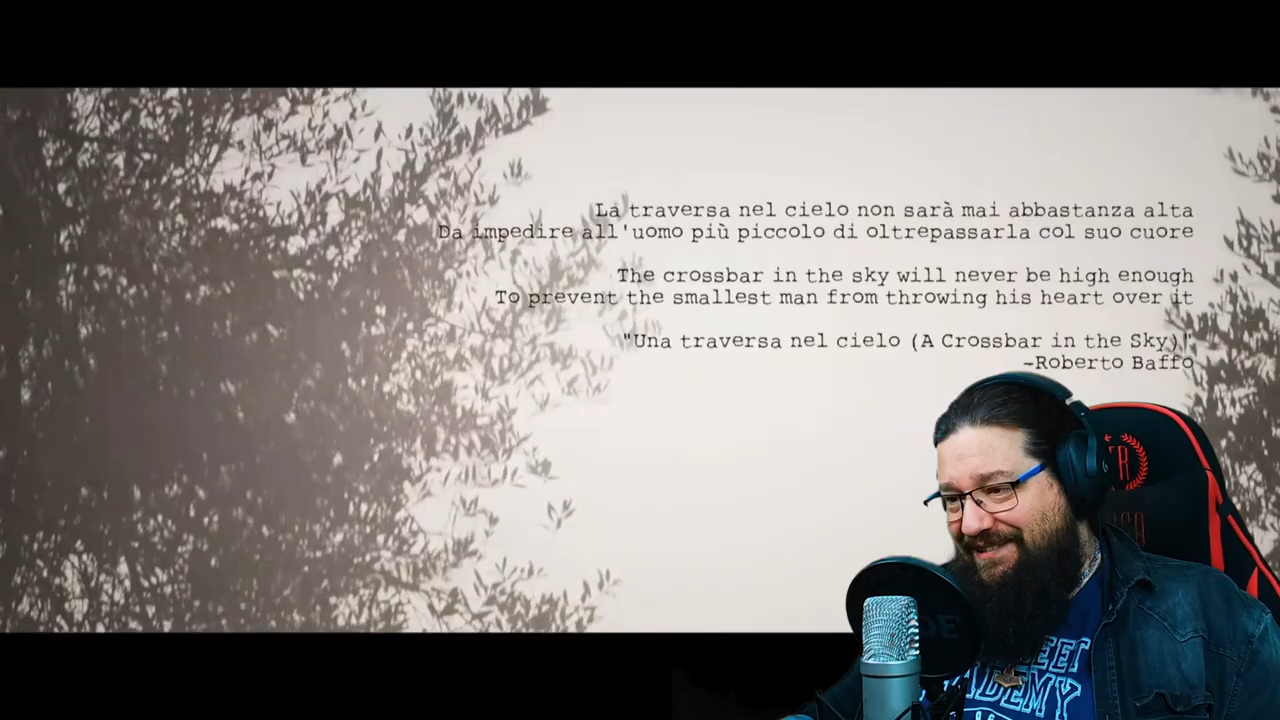 La traversa nel cielo non sarà mai abbastanza alta
Da impedire all'uomo più piccolo di oltrepassarla col suo cuore
The crossbar in the sky will never be high enough
To prevent the smallest man from throwing his heart over it
"Una traversa nel cielo (A Crossbar in the Sky)"
-Roberto Baffo